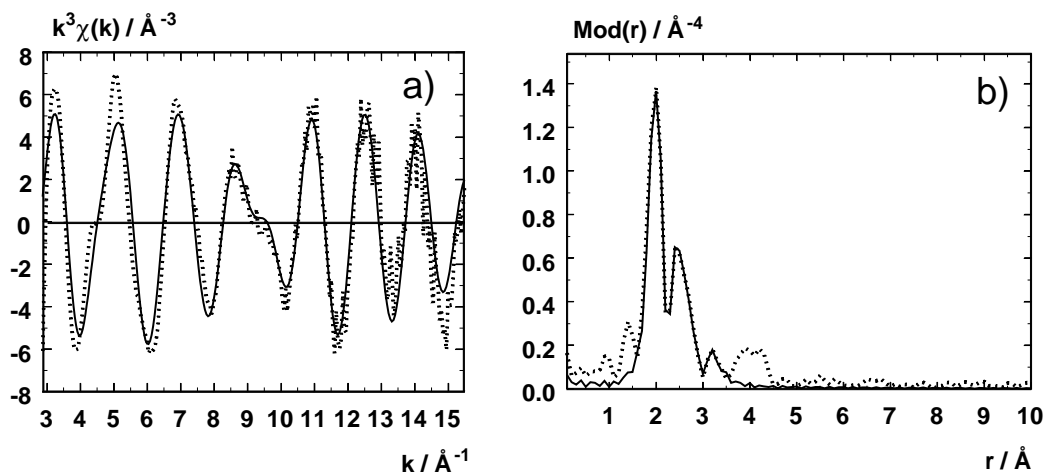 k³χ(k) / Å⁻³
a)
8
6
4
2
0
-2
-4
-6
-8
3 4 5 6 7 8 9 10 11 12 13 14 15
k / Å⁻¹
Mod(r) / Å⁻⁴
b)
1.4
1.2
1.0
0.8
0.6
0.4
0.2
0.0
1 2 3 4 5 6 7 8 9 10
r / Å